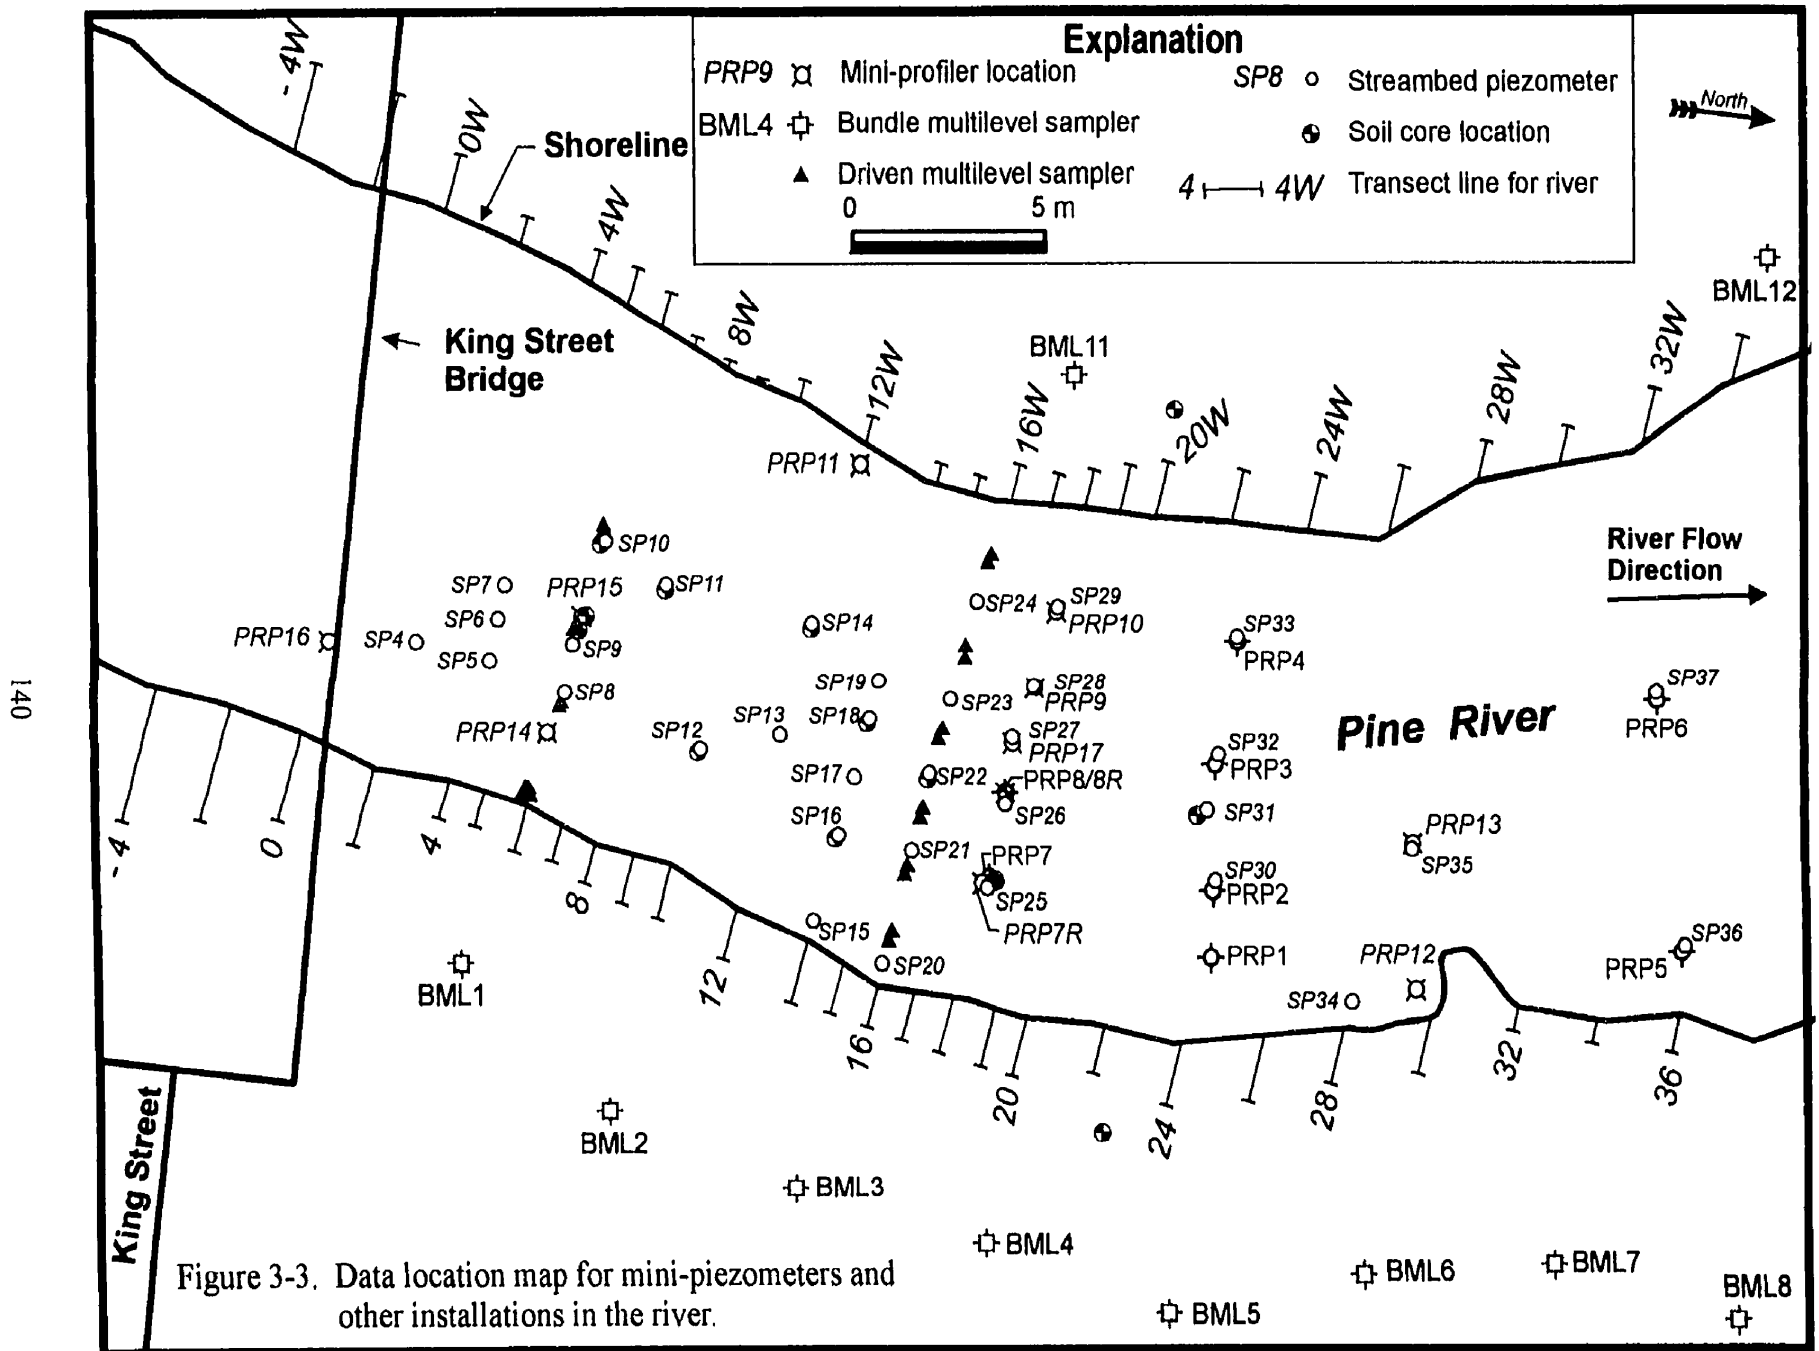 Explanation
PRP9 Mini-profiler location
SP8 Streambed piezometer
BML4 Bundle multilevel sampler
Soil core location
Driven multilevel sampler
4 4W Transect line for river
0 5 m
North
Shoreline
King Street
Bridge
- 4W
0W
4W
8W
12W
16W
20W
24W
28W
32W
BML12
BML11
PRP11
River Flow
Direction
SP10
SP7
PRP15
SP11
SP6
SP14
SP24
SP29
PRP10
PRP16
SP4
SP5
SP9
SP33
PRP4
SP8
SP19
SP23
SP28
PRP9
SP37
PRP6
PRP14
SP12
SP13
SP18
SP27
PRP17
Pine River
SP32
PRP3
SP17
SP22
PRP8/8R
SP26
SP31
SP16
SP21
PRP7
SP25
PRP7R
SP30
PRP2
PRP13
SP35
SP15
SP20
PRP1
PRP12
SP34
PRP5
SP36
140
- 4
0
4
8
12
16
20
24
28
32
36
BML1
BML2
BML3
BML4
BML5
BML6
BML7
BML8
King Street
Figure 3-3. Data location map for mini-piezometers and
other installations in the river.